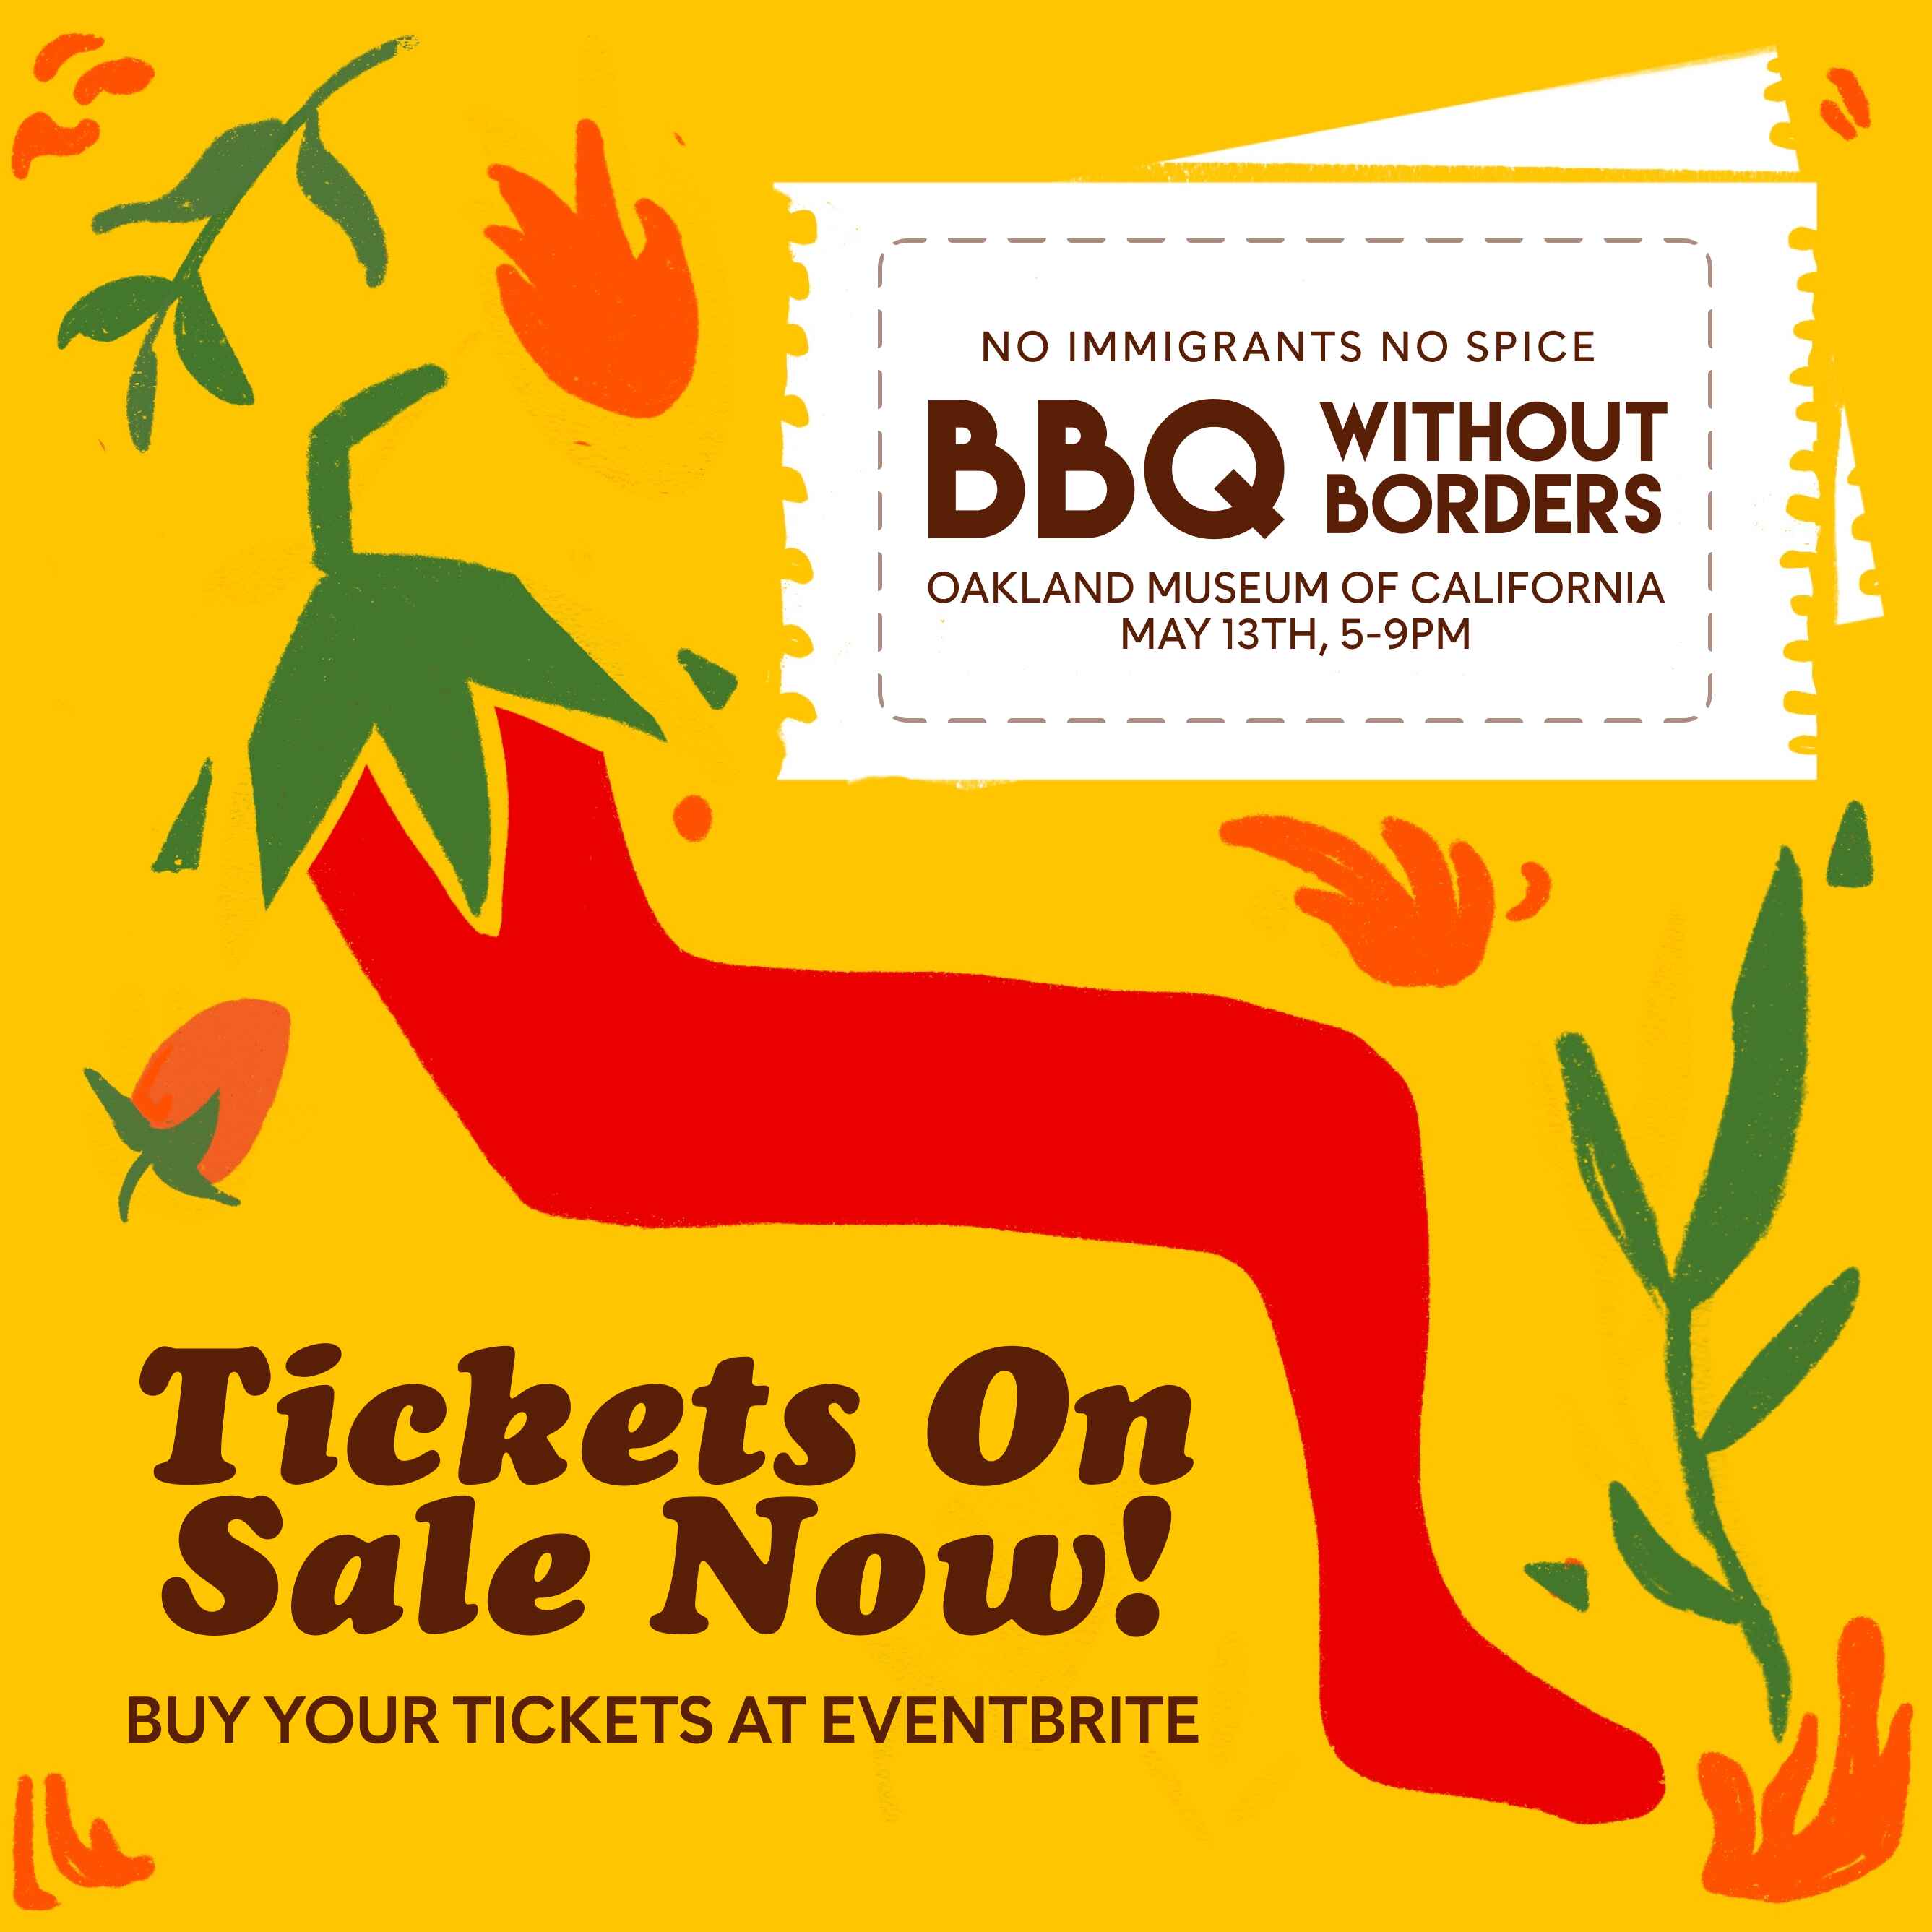 NO IMMIGRANTS NO SPICE
BBQ WITHOUT
BORDERS
OAKLAND MUSEUM OF CALIFORNIA
MAY 13TH, 5-9PM
Tickets On
Sale Now!
BUY YOUR TICKETS AT EVENTBRITE